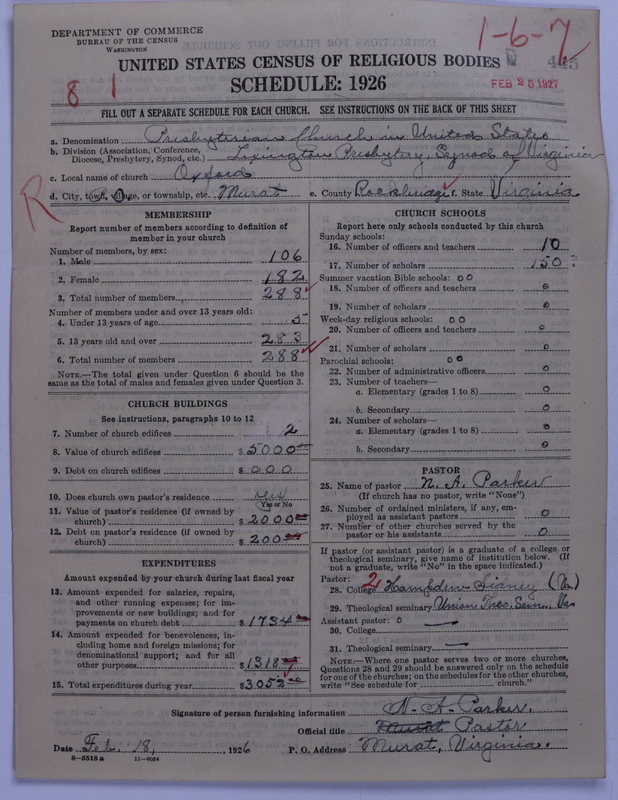 DEPARTMENT OF COMMERCE
BUREAU OF THE CENSUS
WASHINGTON
1-6-7
445
UNITED STATES CENSUS OF RELIGIOUS BODIES
SCHEDULE: 1926
FEB 25 1927
8 1
FILL OUT A SEPARATE SCHEDULE FOR EACH CHURCH. SEE INSTRUCTIONS ON THE BACK OF THIS SHEET
a. Denomination Presbyterian Church in United States
b. Division (Association, Conference, Diocese, Presbytery, Synod, etc.) Lexington Presbytery, Synod of Virginia
c. Local name of church Oxford
R
d. City, town, village, or township, etc. Murat e. County Rockbridge f. State Virginia
MEMBERSHIP
Report number of members according to definition of
member in your church
Number of members, by sex:
1. Male 106
2. Female 182
3. Total number of members 288
Number of members under and over 13 years old:
4. Under 13 years of age 5
5. 13 years old and over 283
6. Total number of members 288
NOTE.—The total given under Question 6 should be
same as the total of males and females given under Question 3.
CHURCH BUILDINGS
See instructions, paragraphs 10 to 12
7. Number of church edifices 2
8. Value of church edifices $5000
9. Debt on church edifices $000
10. Does church own pastor's residence Yes
Yes or No
11. Value of pastor's residence (if owned by
church) $2000
12. Debt on pastor's residence (if owned by
church) $200
EXPENDITURES
Amount expended by your church during last fiscal year
13. Amount expended for salaries, repairs,
and other running expenses; for im-
provements or new buildings; and for
payments on church debt $1734
14. Amount expended for benevolences, in-
cluding home and foreign missions; for
denominational support; and for all
other purposes $1318
15. Total expenditures during year $3052
CHURCH SCHOOLS
Report here only schools conducted by this church
Sunday schools:
16. Number of officers and teachers 10
17. Number of scholars 150
Summer vacation Bible schools: 00
18. Number of officers and teachers 0
19. Number of scholars 0
Week-day religious schools: 00
20. Number of officers and teachers 0
21. Number of scholars 0
Parochial schools: 00
22. Number of administrative officers 0
23. Number of teachers—
a. Elementary (grades 1 to 8) 0
b. Secondary 0
24. Number of scholars—
a. Elementary (grades 1 to 8) 0
b. Secondary 0
PASTOR
25. Name of pastor N. A. Parker
(If church has no pastor, write "None")
26. Number of ordained ministers, if any, em-
ployed as assistant pastors 0
27. Number of other churches served by the
pastor or his assistants 0
If pastor (or assistant pastor) is a graduate of a college or
theological seminary, give name of institution below. (If
not a graduate, write "No" in the space indicated.)
Pastor:
28. College 2 Hampden-Sidney (Va)
29. Theological seminary Union Theo. Sem., Va
Assistant pastor: 0
30. College —
31. Theological seminary —
NOTE.—Where one pastor serves two or more churches,
Questions 28 and 29 should be answered only on the schedule
for one of the churches; on the schedules for the other churches,
write "See schedule for church."
Signature of person furnishing information N. A. Parker.
Official title Murat Pastor
Date Feb. 18, 1926 P. O. Address Murat, Virginia.
8—5518 a 11—9054